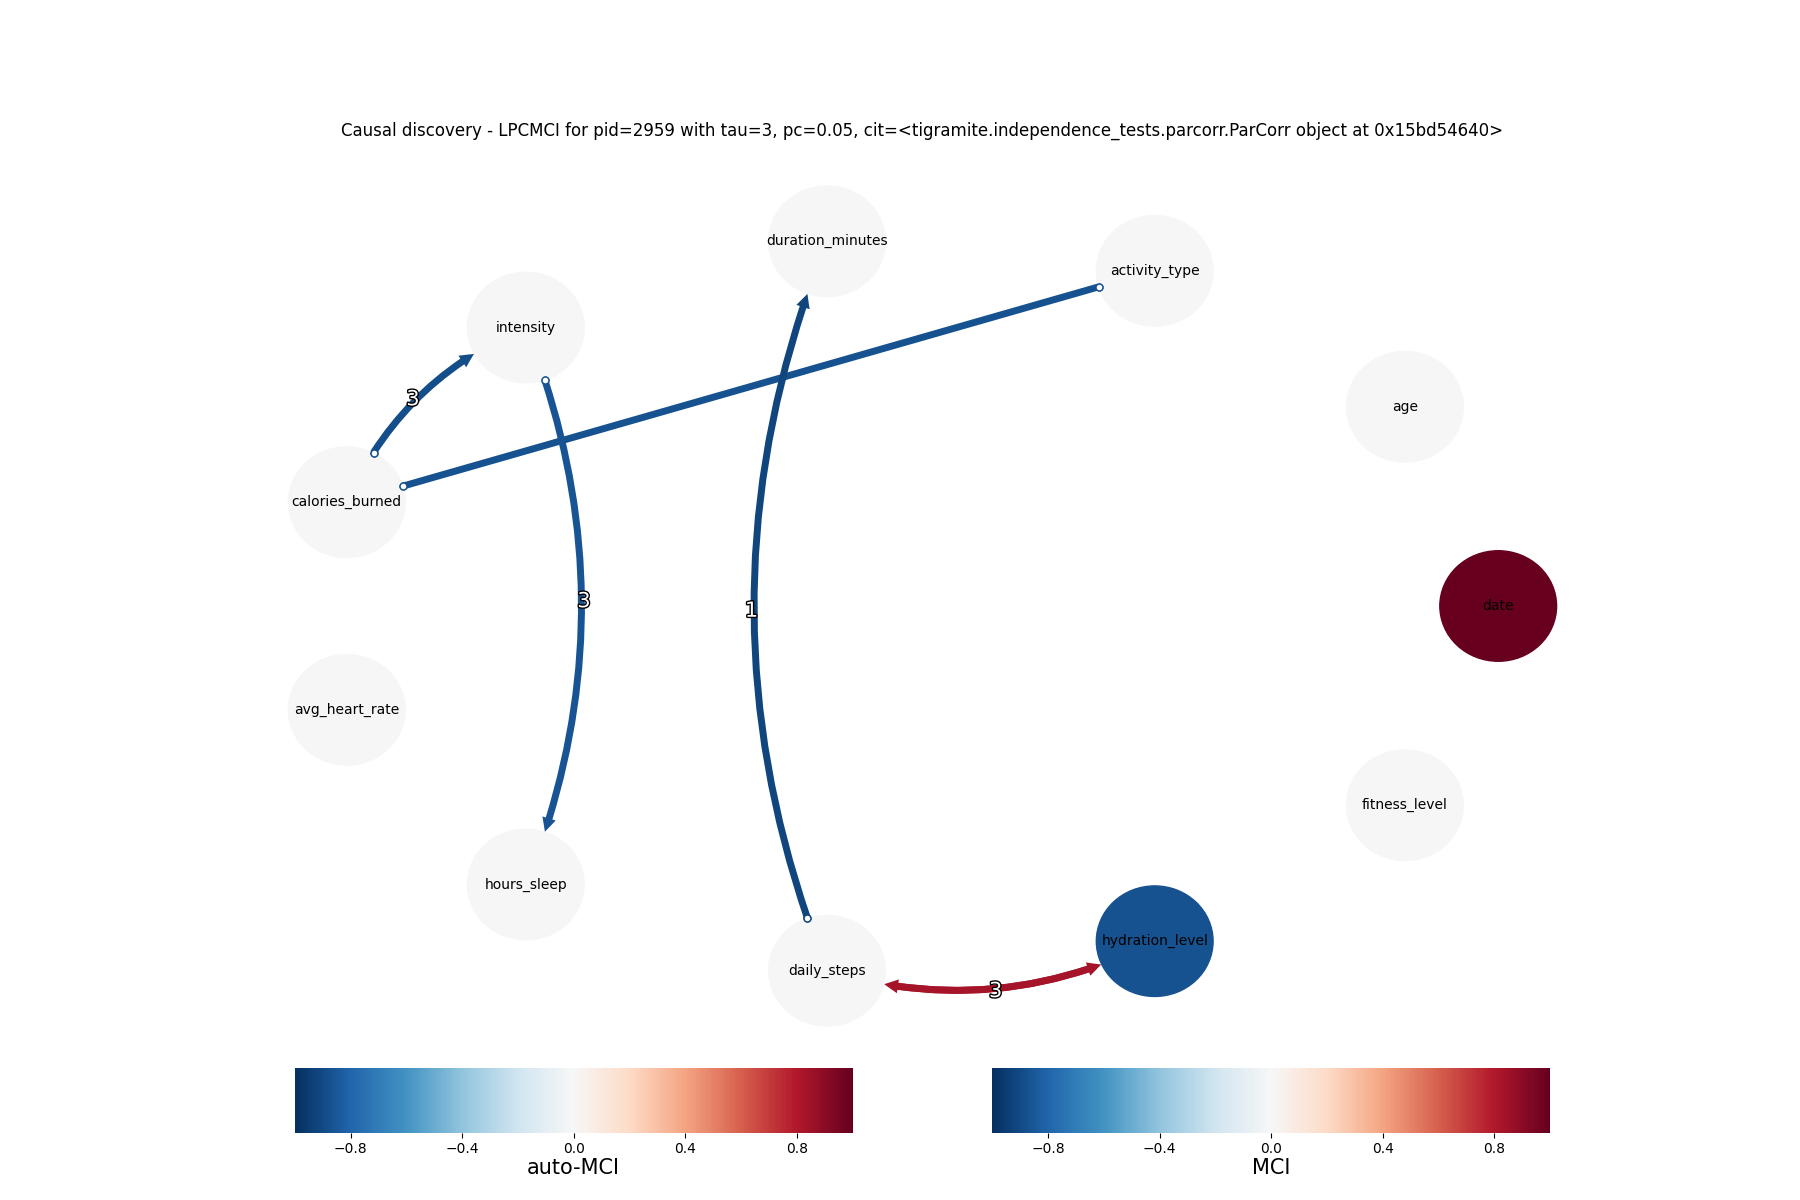 Causal discovery - LPCMCI for pid=2959 with tau=3, pc=0.05, cit=<tigramite.independence_tests.parcorr.ParCorr object at 0x15bd54640>
duration_minutes
activity_type
intensity
3
age
calories_burned
3
1
date
avg_heart_rate
fitness_level
hours_sleep
hydration_level
daily_steps
3
−0.8 −0.4 0.0 0.4 0.8
auto-MCI
−0.8 −0.4 0.0 0.4 0.8
MCI